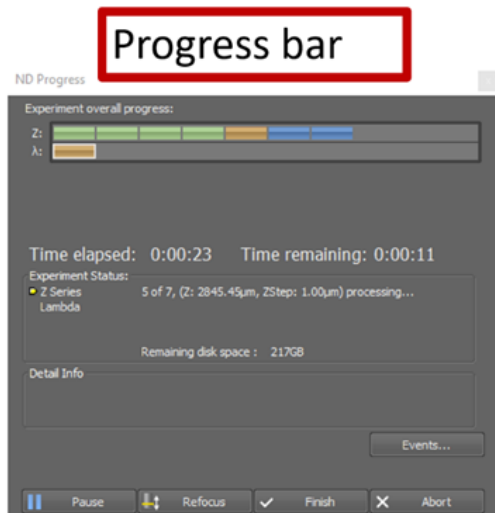 Progress bar
ND Progress
Experiment overall progress:
Z:
λ:
Time elapsed: 0:00:23 Time remaining: 0:00:11
Experiment Status:
Z Series 5 of 7, (Z: 2845.45µm, ZStep: 1.00µm) processing...
Lambda
Remaining disk space : 217GB
Detail Info
Events...
Pause Refocus Finish Abort